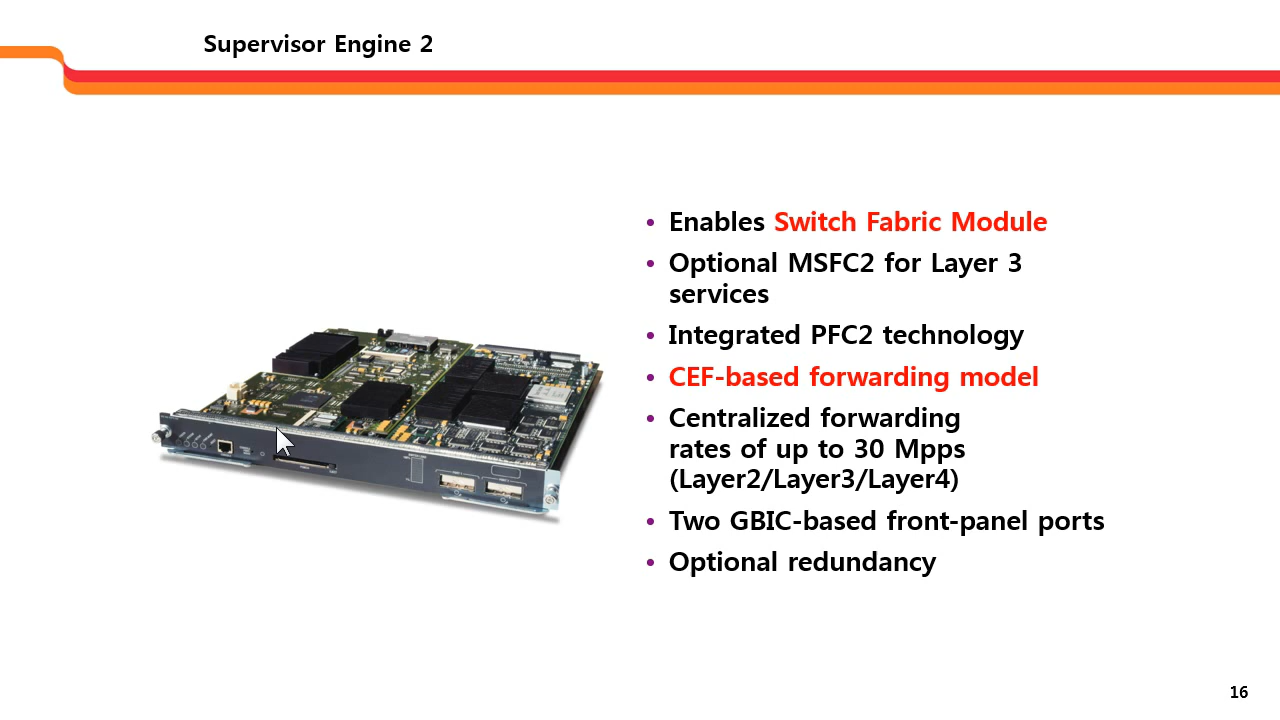 Supervisor Engine 2
• Enables Switch Fabric Module
• Optional MSFC2 for Layer 3
services
• Integrated PFC2 technology
• CEF-based forwarding model
• Centralized forwarding
rates of up to 30 Mpps
(Layer2/Layer3/Layer4)
• Two GBIC-based front-panel ports
• Optional redundancy
16